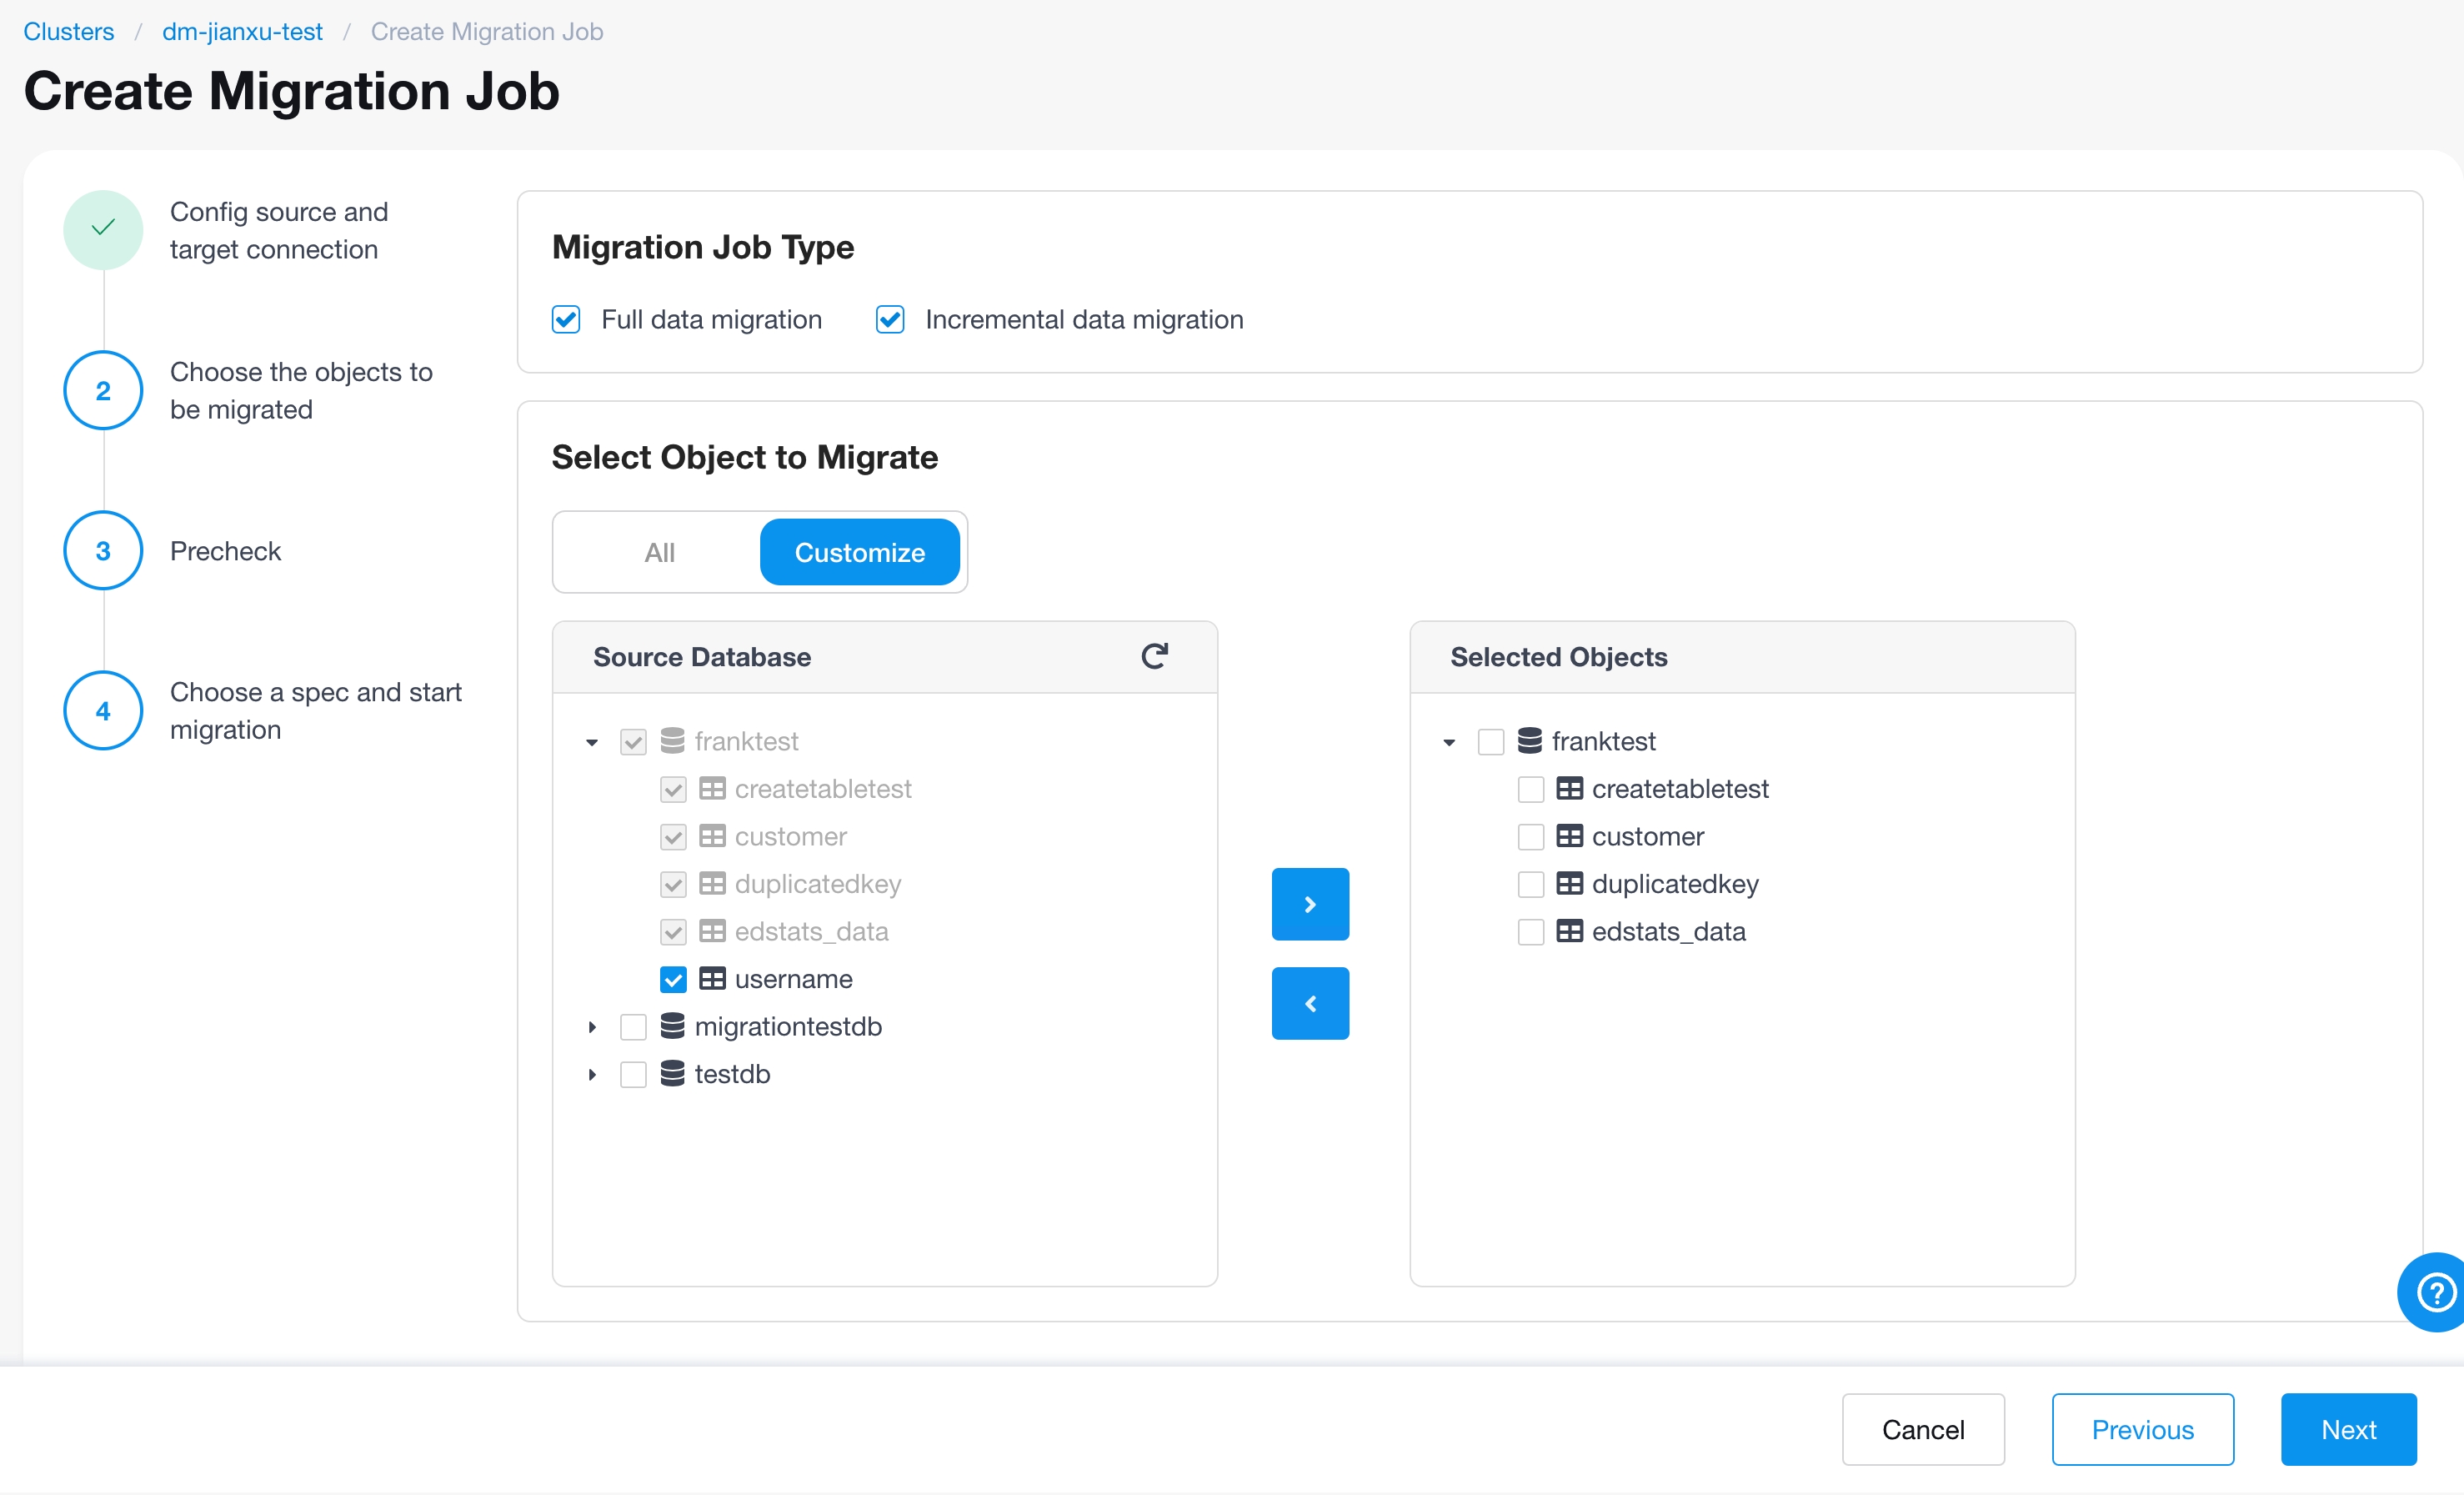 Clusters / dm-jianxu-test / Create Migration Job
Create Migration Job
Config source and
target connection
2
Choose the objects to
be migrated
3
Precheck
4
Choose a spec and start
migration
Migration Job Type
Full data migration
Incremental data migration
Select Object to Migrate
All
Customize
Source Database
franktest
createtabletest
customer
duplicatedkey
edstats_data
username
migrationtestdb
testdb
Selected Objects
franktest
createtabletest
customer
duplicatedkey
edstats_data
?
Cancel
Previous
Next